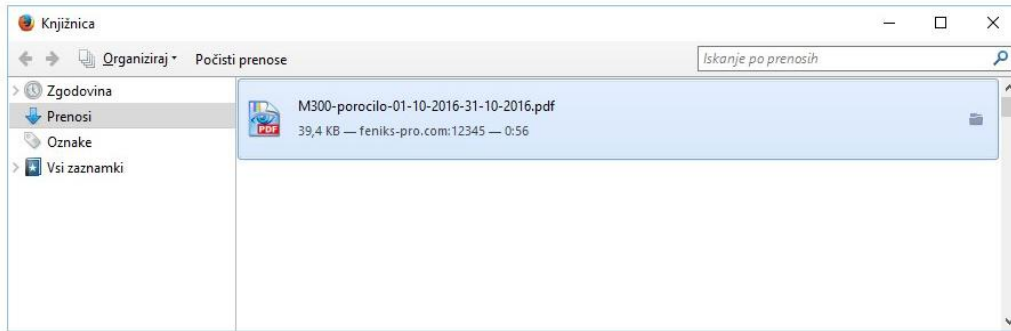 Knjižnica
Organiziraj Počisti prenose Iskanje po prenosih
Zgodovina
Prenosi
Oznake
Vsi zaznamki
PDF
M300-porocilo-01-10-2016-31-10-2016.pdf
39,4 KB — feniks-pro.com:12345 — 0:56